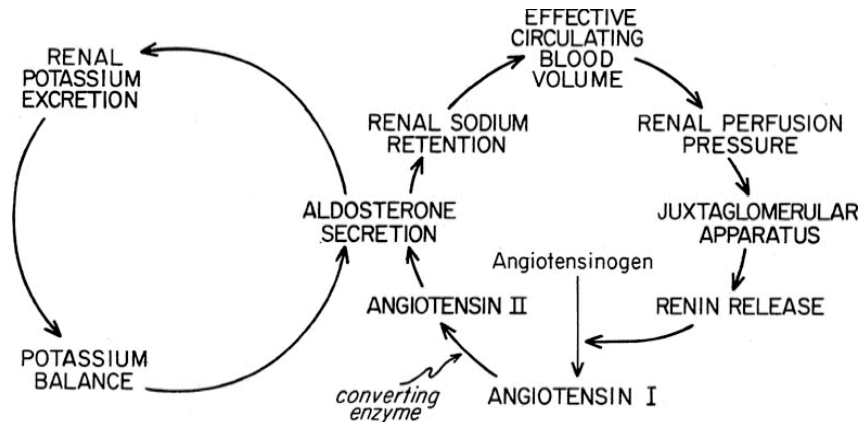 EFFECTIVE
CIRCULATING
BLOOD
VOLUME
RENAL
POTASSIUM
EXCRETION
RENAL SODIUM
RETENTION
RENAL PERFUSION
PRESSURE
ALDOSTERONE
SECRETION
JUXTAGLOMERULAR
APPARATUS
Angiotensinogen
ANGIOTENSIN II
RENIN RELEASE
POTASSIUM
BALANCE
converting
enzyme
ANGIOTENSIN I